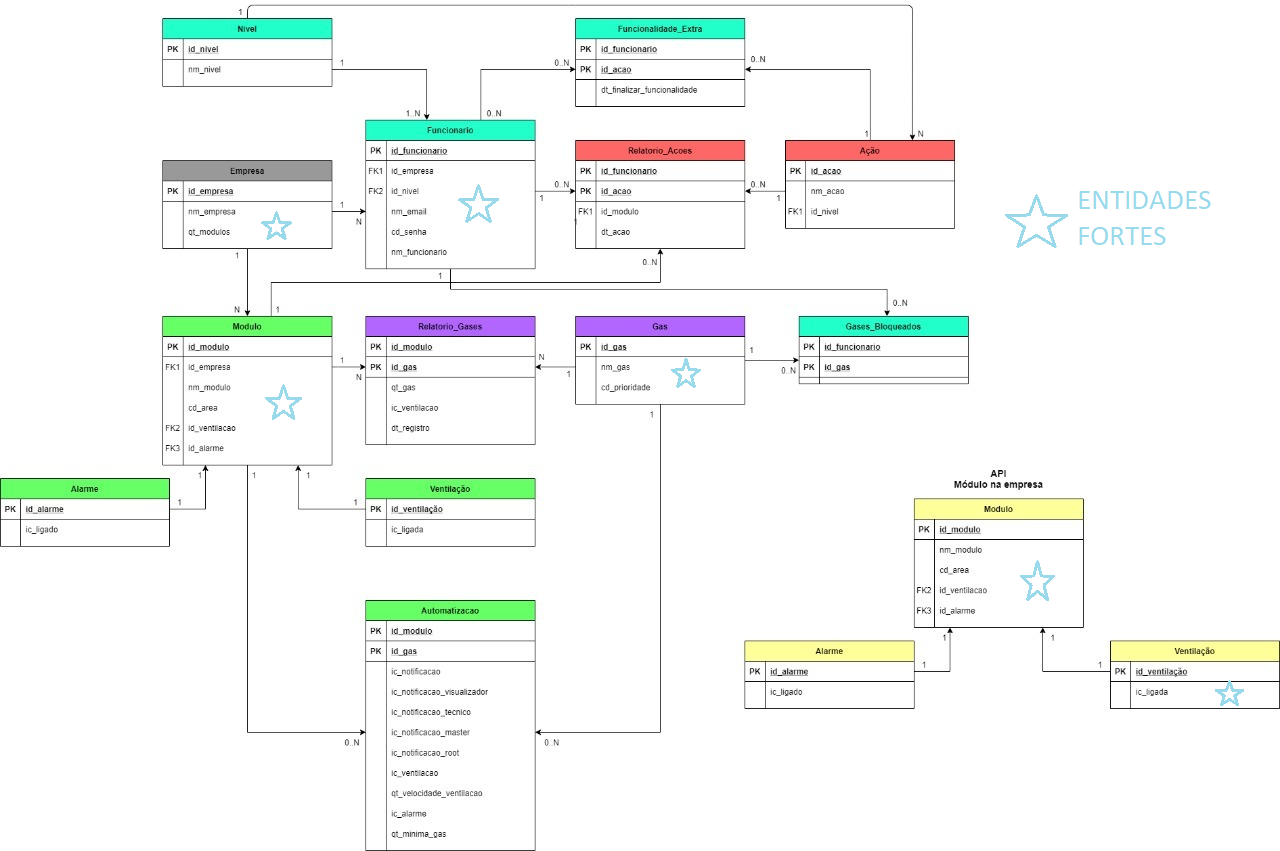 1
Nivel
PK id_nivel
nm_nivel
1
1..N
Funcionalidade_Extra
PK id_funcionario
PK id_acao
dt_finalizar_funcionalidade
0..N
0..N
0..N
1
N
Funcionario
PK id_funcionario
FK1 id_empresa
FK2 id_nivel
nm_email
cd_senha
nm_funcionario
Empresa
PK id_empresa
nm_empresa
qt_modulos
1
N
1
N
Relatorio_Acoes
PK id_funcionario
PK id_acao
FK1 id_modulo
dt_acao
0..N
1
1
0..N
1
0..N
Ação
PK id_acao
nm_acao
FK1 id_nivel
ENTIDADES
FORTES
1
0..N
1
Modulo
PK id_modulo
FK1 id_empresa
nm_modulo
cd_area
FK2 id_ventilacao
FK3 id_alarme
1
N
Relatorio_Gases
PK id_modulo
PK id_gas
qt_gas
ic_ventilacao
dt_registro
N
1
Gas
PK id_gas
nm_gas
cd_prioridade
1
0..N
1
Gases_Bloqueados
PK id_funcionario
PK id_gas
1
1
1
Alarme
PK id_alarme
ic_ligado
1
Ventilação
PK id_ventilação
ic_ligada
1
Automatizacao
PK id_modulo
PK id_gas
ic_notificacao
ic_notificacao_visualizador
ic_notificacao_tecnico
ic_notificacao_master
ic_notificacao_root
ic_ventilacao
qt_velocidade_ventilacao
ic_alarme
qt_minima_gas
0..N
0..N
API
Módulo na empresa
Modulo
PK id_modulo
nm_modulo
cd_area
FK2 id_ventilacao
FK3 id_alarme
1
1
Alarme
PK id_alarme
ic_ligado
1
Ventilação
PK id_ventilação
ic_ligada
1